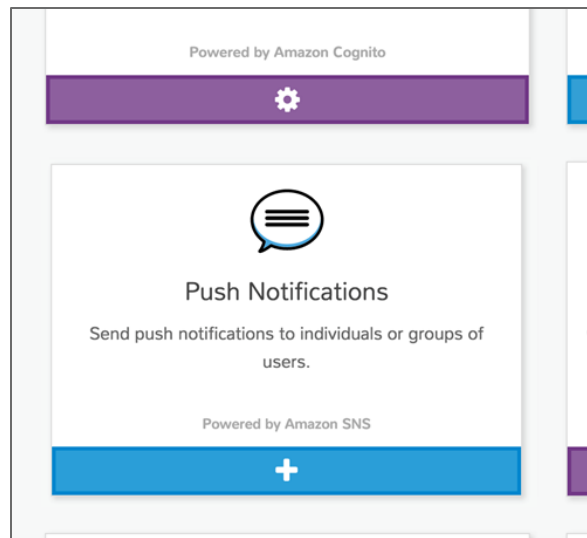 Powered by Amazon Cognito
Push Notifications
Send push notifications to individuals or groups of
users.
Powered by Amazon SNS